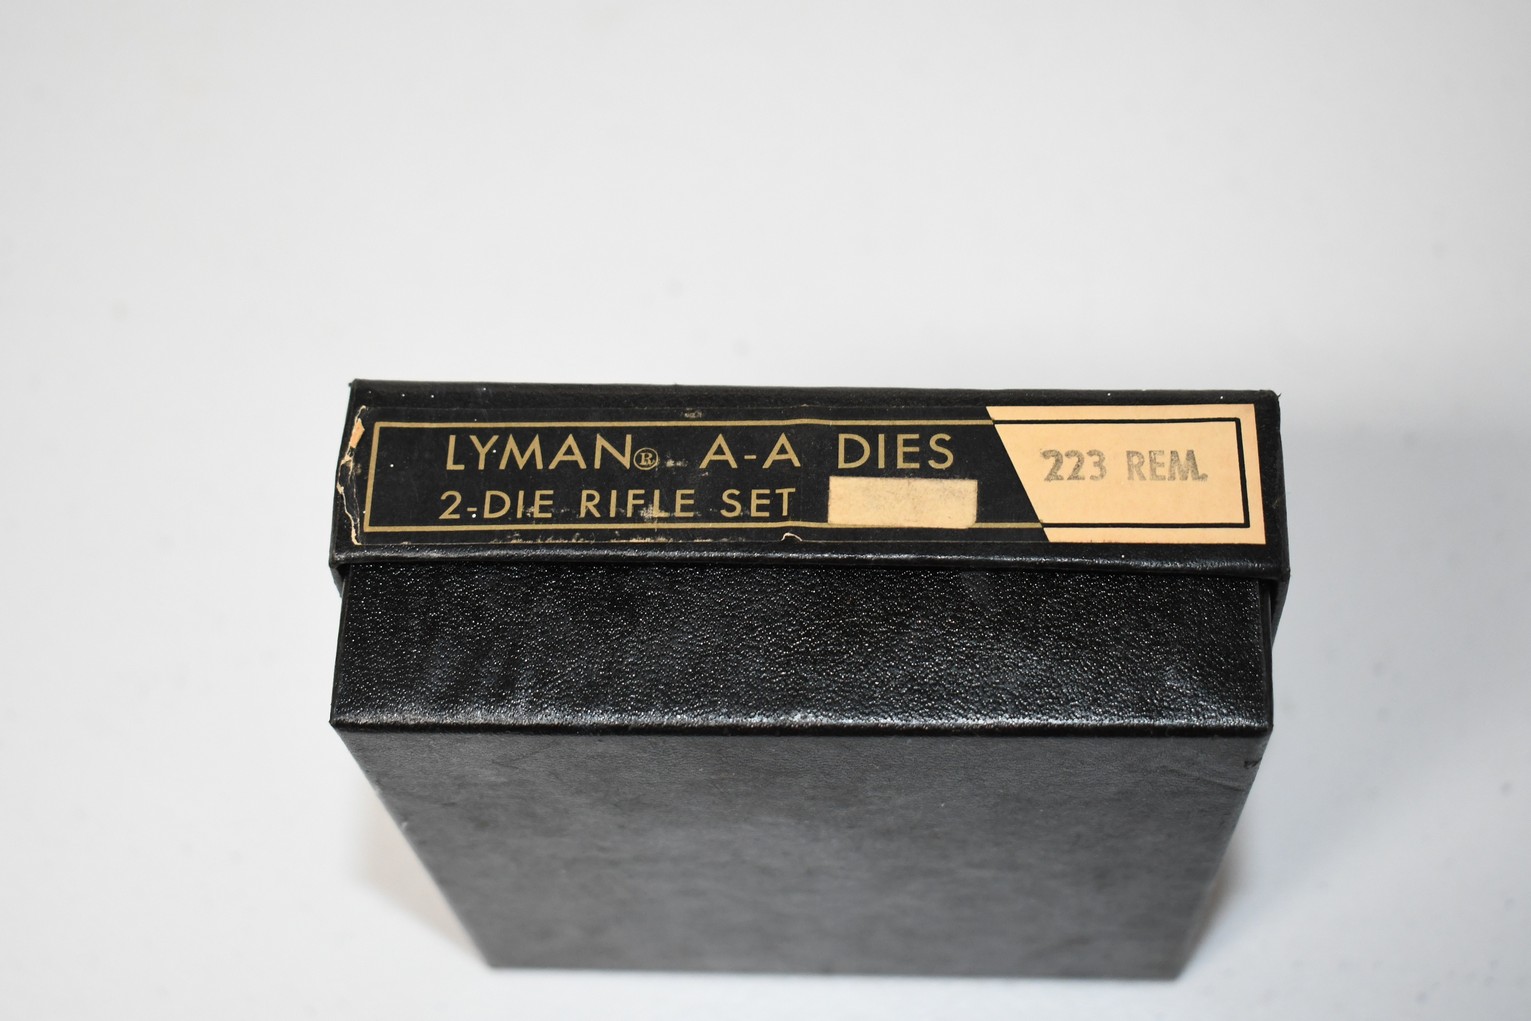 LYMAN® A-A DIES
2-DIE RIFLE SET
223 REM.